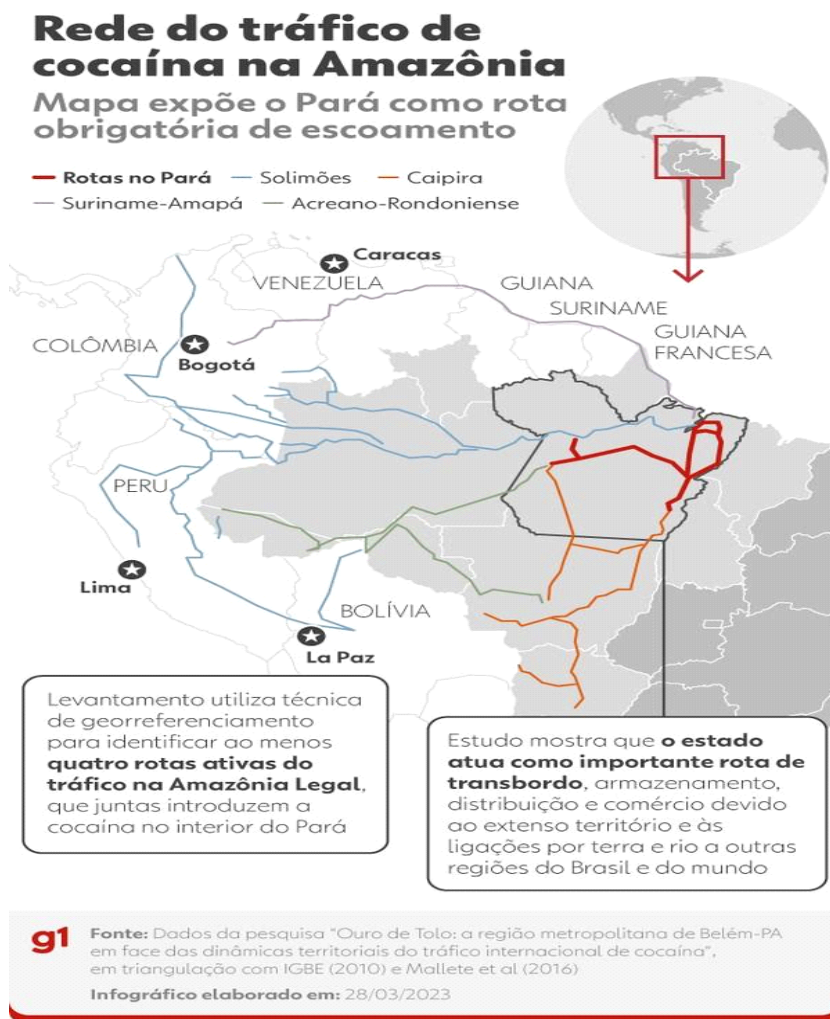 Rede do tráfico de
cocaína na Amazônia
Mapa expõe o Pará como rota
obrigatória de escoamento
Rotas no Pará
Solimões
Caipira
Suriname-Amapá
Acreano-Rondoniense
Caracas
VENEZUELA
GUIANA
SURINAME
GUIANA
FRANCESA
COLÔMBIA
Bogotá
PERU
Lima
BOLÍVIA
La Paz
Levantamento utiliza técnica
de georreferenciamento
para identificar ao menos
quatro rotas ativas do
tráfico na Amazônia Legal,
que juntas introduzem a
cocaína no interior do Pará
Estudo mostra que o estado
atua como importante rota de
transbordo, armazenamento,
distribuição e comércio devido
ao extenso território e às
ligações por terra e rio a outras
regiões do Brasil e do mundo
g1
Fonte: Dados da pesquisa "Ouro de Tolo: a região metropolitana de Belém-PA
em face das dinâmicas territoriais do tráfico internacional de cocaína",
em triangulação com IGBE (2010) e Mallete et al (2016)
Infográfico elaborado em: 28/03/2023